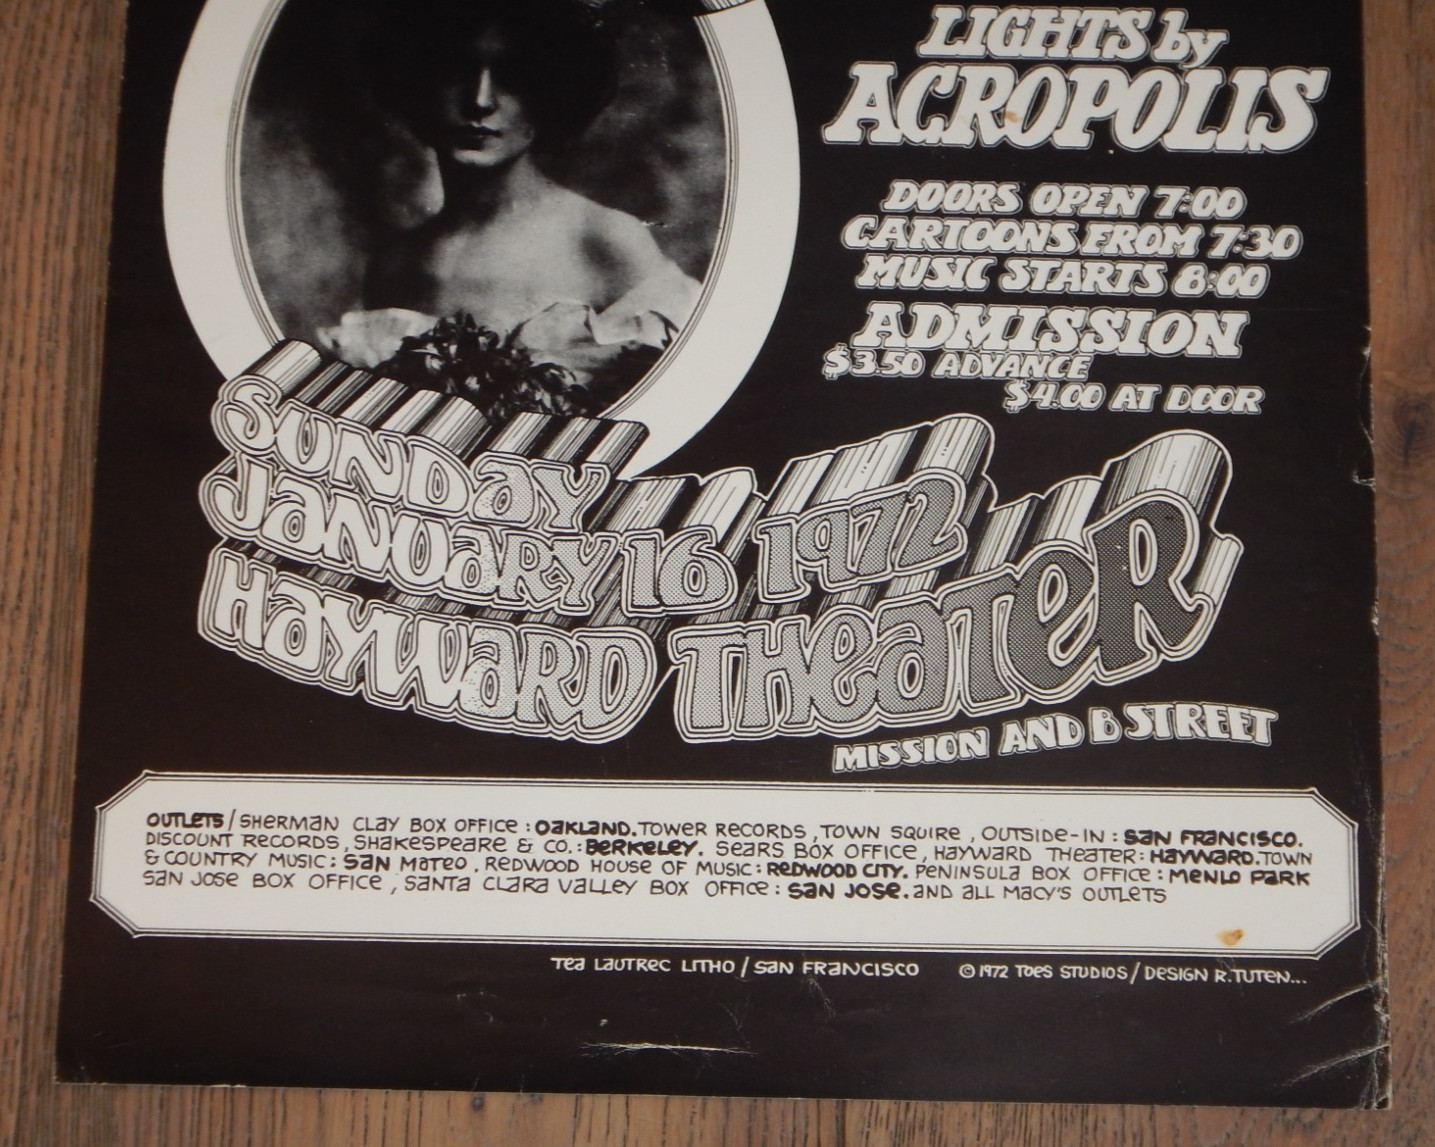 LIGHTS by
ACROPOLIS
DOORS OPEN 7:00
CARTOONS FROM 7:30
MUSIC STARTS 8:00
ADMISSION
$3.50 ADVANCE
$4.00 AT DOOR
SUNDAY
JANUARY 16 1972
HAYWARD THEATER
MISSION AND B STREET
OUTLETS/SHERMAN CLAY BOX OFFICE: OAKLAND. TOWER RECORDS, TOWN SQUIRE, OUTSIDE-IN: SAN FRANCISCO.
DISCOUNT RECORDS, SHAKESPEARE & CO.: BERKELEY. SEARS BOX OFFICE, HAYWARD THEATER: HAYWARD. TOWN
& COUNTRY MUSIC: SAN MATEO. REDWOOD HOUSE OF MUSIC: REDWOOD CITY. PENINSULA BOX OFFICE: MENLO PARK
SAN JOSE BOX OFFICE, SANTA CLARA VALLEY BOX OFFICE: SAN JOSE. AND ALL MACY'S OUTLETS
TEA LAUTREC LITHO/SAN FRANCISCO © 1972 TOES STUDIOS/DESIGN R. TUTEN...